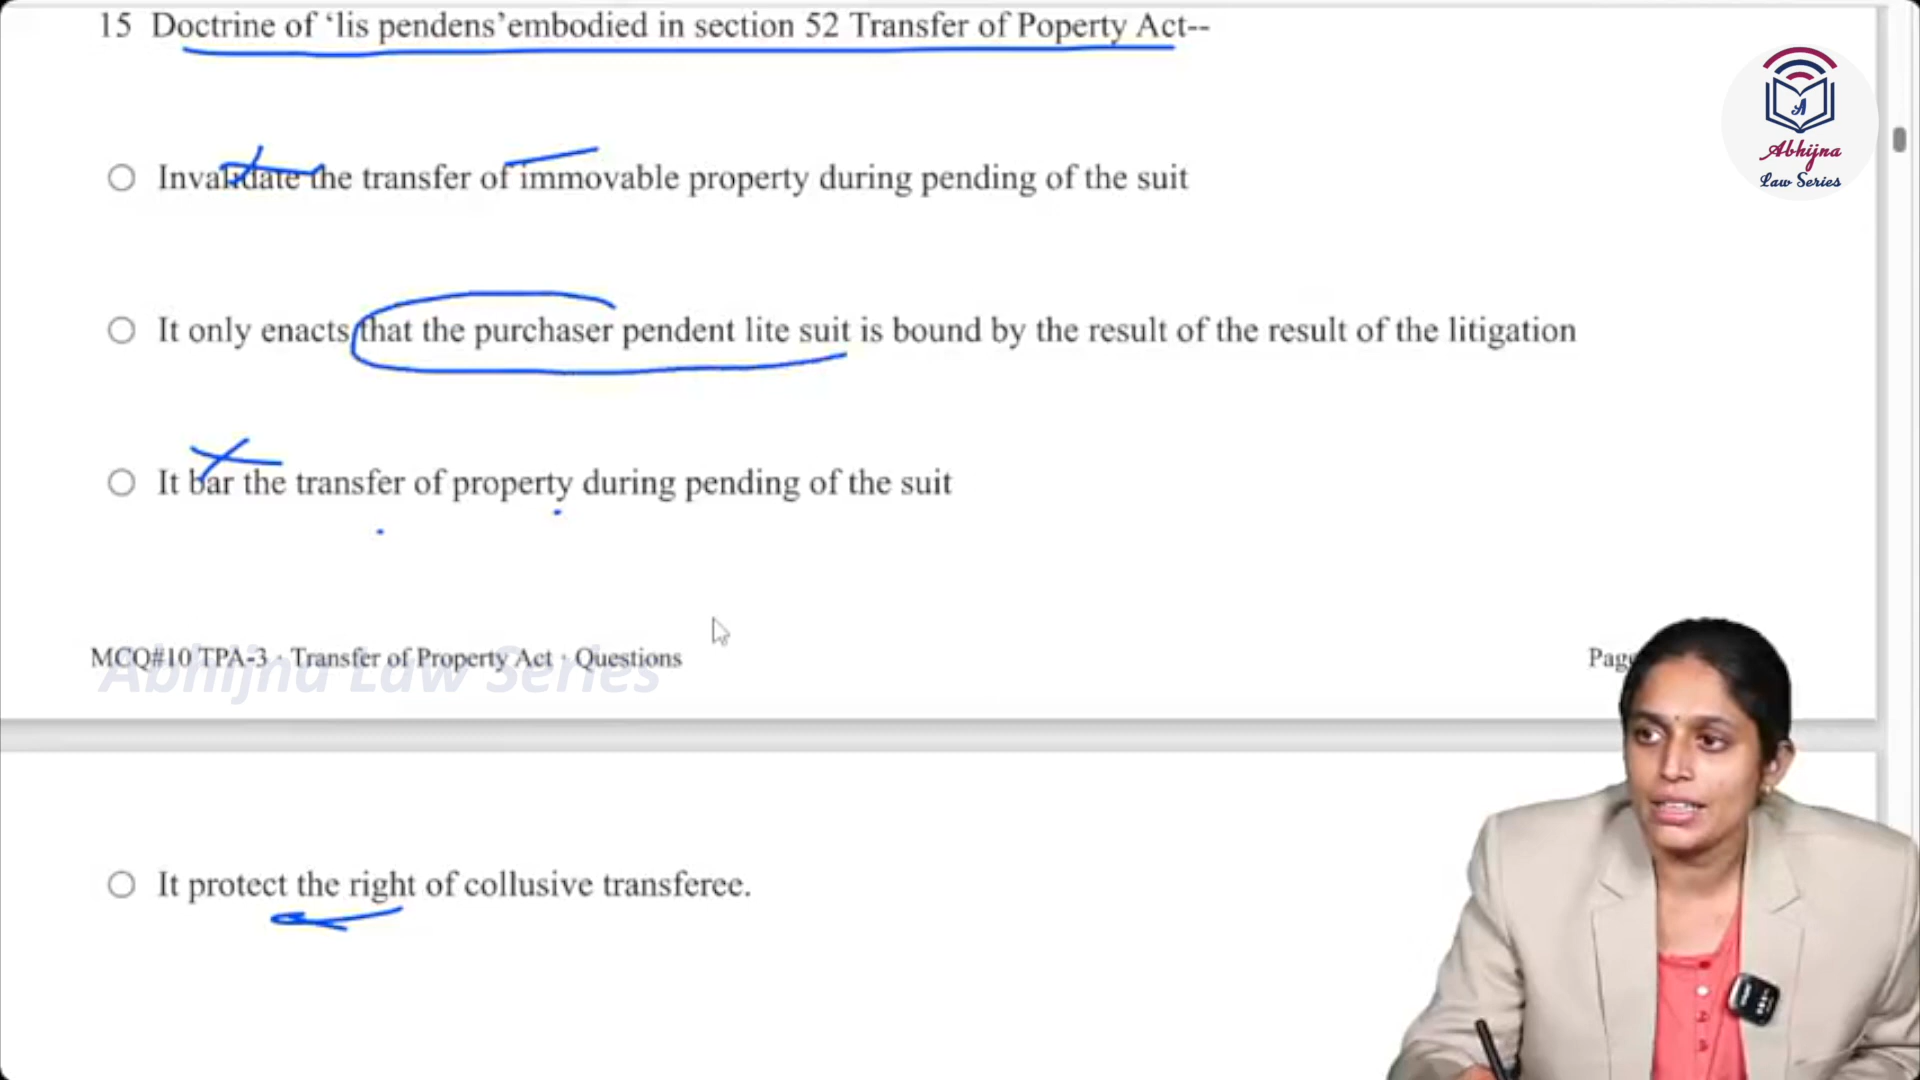 15 Doctrine of ‘lis pendens’embodied in section 52 Transfer of Poperty Act--
Abhijna
Law Series
Invalidate the transfer of immovable property during pending of the suit
It only enacts that the purchaser pendent lite suit is bound by the result of the result of the litigation
It bar the transfer of property during pending of the suit
MCQ#10 TPA-3 · Transfer of Property Act · Questions
Abhijna Law Series
It protect the right of collusive transferee.